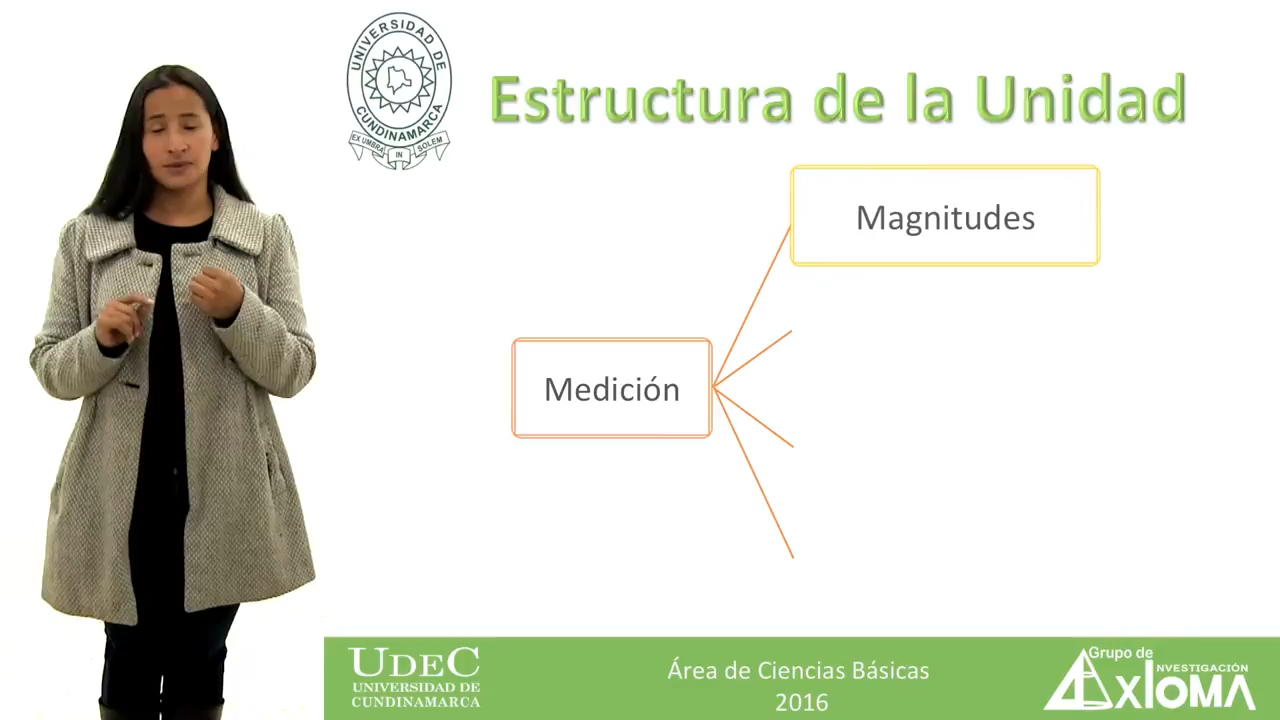 UNIVERSIDAD DE
CUNDINAMARCA
EX UMBRA
IN
SOLEM
Estructura de la Unidad
Magnitudes
Medición
UDEC
UNIVERSIDAD DE
CUNDINAMARCA
Área de Ciencias Básicas
2016
Grupo de
INVESTIGACIÓN
AXIOMA